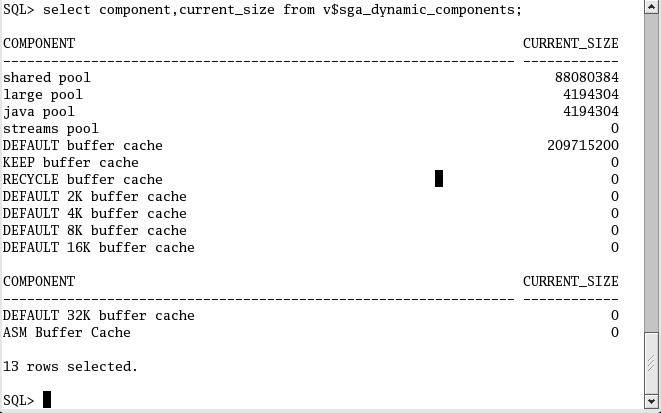 SQL> select component,current_size from v$sga_dynamic_components;
COMPONENT CURRENT_SIZE
---------------------------------------------------------------- ------------
shared pool 88080384
large pool 4194304
java pool 4194304
streams pool 0
DEFAULT buffer cache 209715200
KEEP buffer cache 0
RECYCLE buffer cache 0
DEFAULT 2K buffer cache 0
DEFAULT 4K buffer cache 0
DEFAULT 8K buffer cache 0
DEFAULT 16K buffer cache 0
COMPONENT CURRENT_SIZE
---------------------------------------------------------------- ------------
DEFAULT 32K buffer cache 0
ASM Buffer Cache 0
13 rows selected.
SQL>